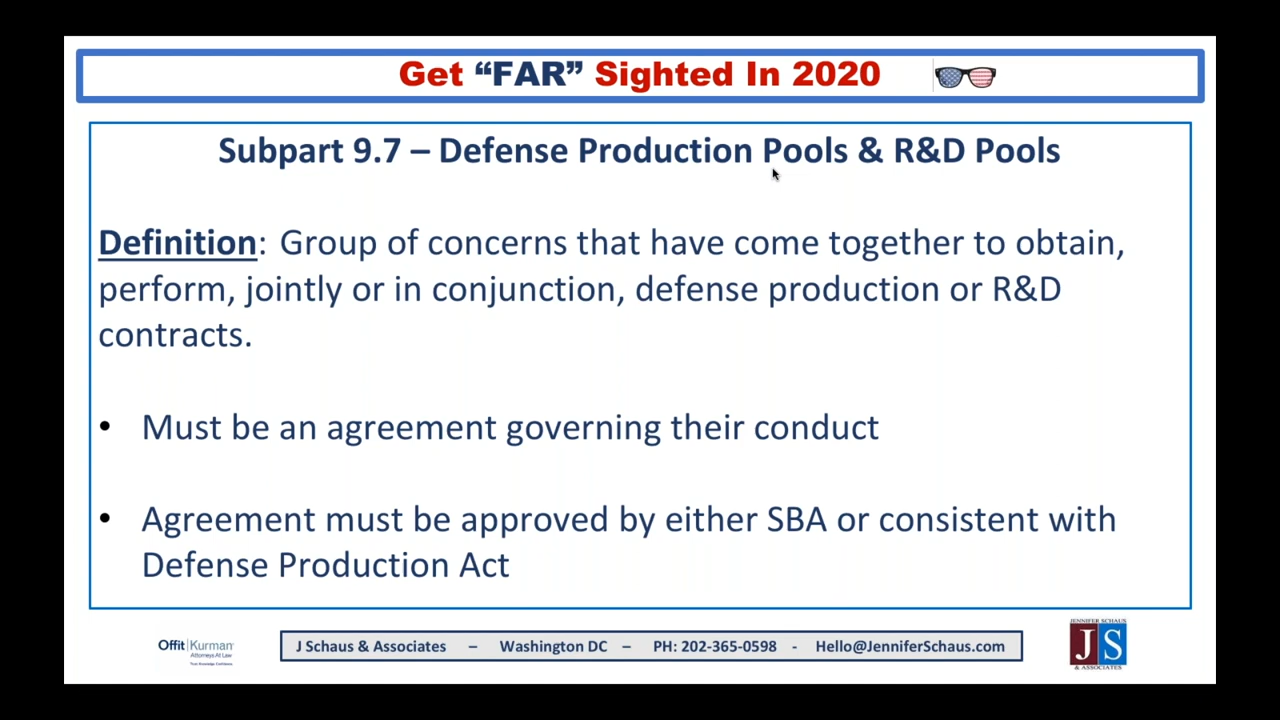 Get “FAR” Sighted In 2020
Subpart 9.7 – Defense Production Pools & R&D Pools
Definition: Group of concerns that have come together to obtain,
perform, jointly or in conjunction, defense production or R&D
contracts.
• Must be an agreement governing their conduct
• Agreement must be approved by either SBA or consistent with
Defense Production Act
Offit|Kurman
Attorneys At Law
J Schaus & Associates – Washington DC – PH: 202-365-0598 - Hello@JenniferSchaus.com
JENNIFER SCHAUS
J S
& ASSOCIATES